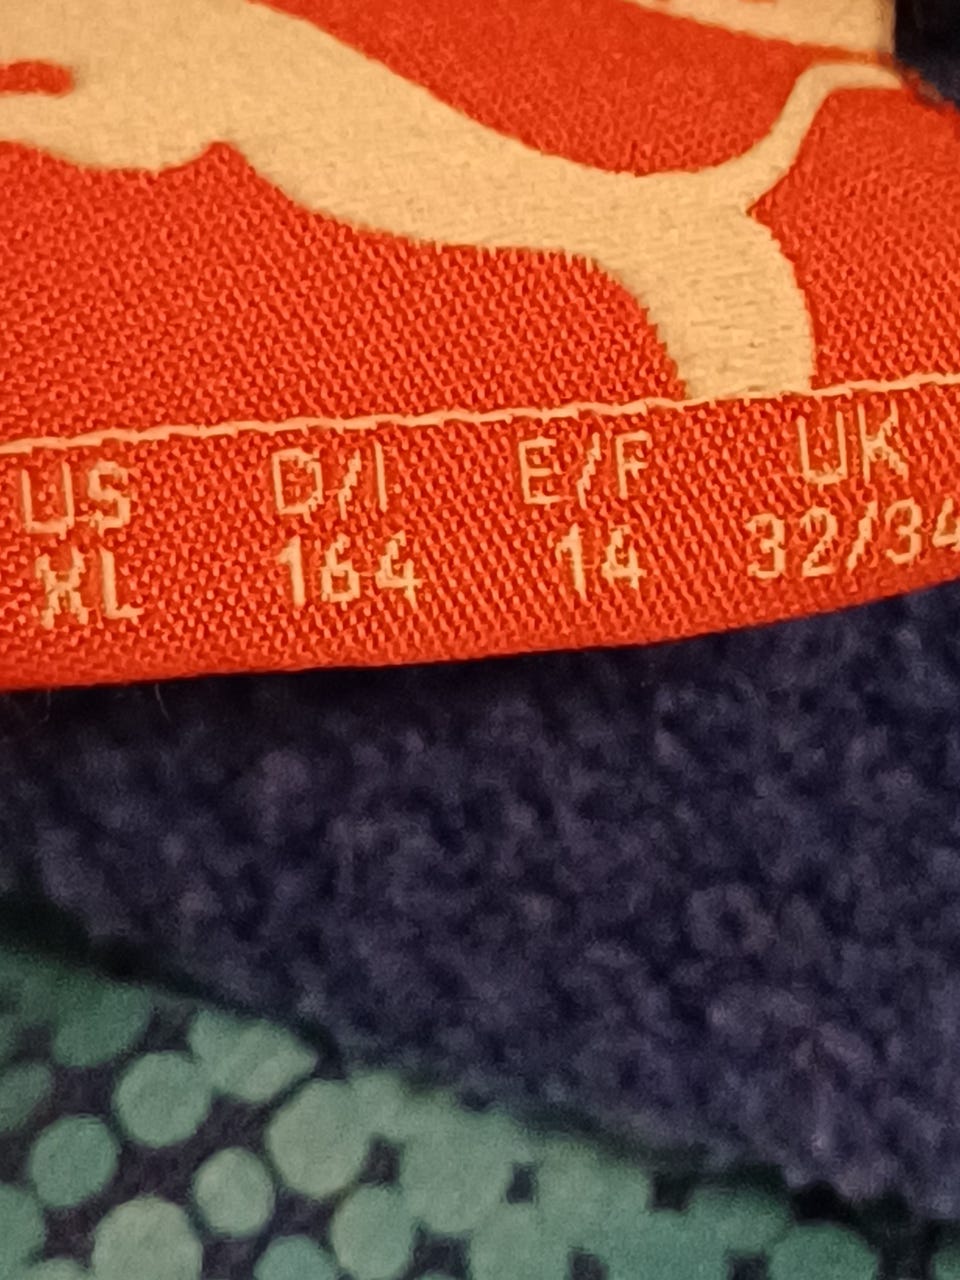 US D/I E/F UK
XL 164 14 32/34